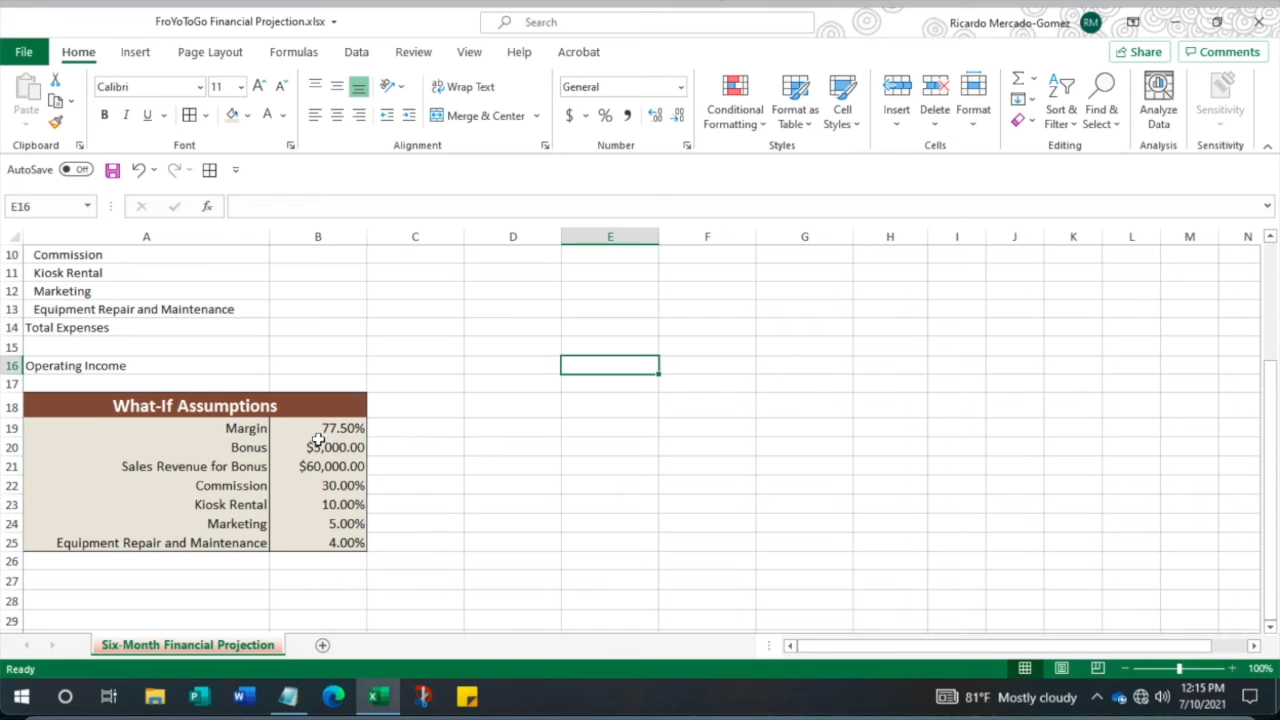 FroYoToGo Financial Projection.xlsx
Search
Ricardo Mercado-Gomez RM
File Home Insert Page Layout Formulas Data Review View Help Acrobat Share Comments
Paste
Calibri 11
Wrap Text
General
Conditional Formatting
Format as Table
Cell Styles
Insert Delete Format
Sort & Filter
Find & Select
Analyze Data
Sensitivity
B I U A
Merge & Center
$ % ,
Clipboard Font Alignment Number Styles Cells Editing Analysis Sensitivity
AutoSave Off
E16 fx
A B C D E F G H I J K L M N
10 Commission
11 Kiosk Rental
12 Marketing
13 Equipment Repair and Maintenance
14 Total Expenses
15
16 Operating Income
17
18 What-If Assumptions
19 Margin 77.50%
20 Bonus $5,000.00
21 Sales Revenue for Bonus $60,000.00
22 Commission 30.00%
23 Kiosk Rental 10.00%
24 Marketing 5.00%
25 Equipment Repair and Maintenance 4.00%
26
27
28
29
Six-Month Financial Projection
Ready 100%
81°F Mostly cloudy 12:15 PM
7/10/2021